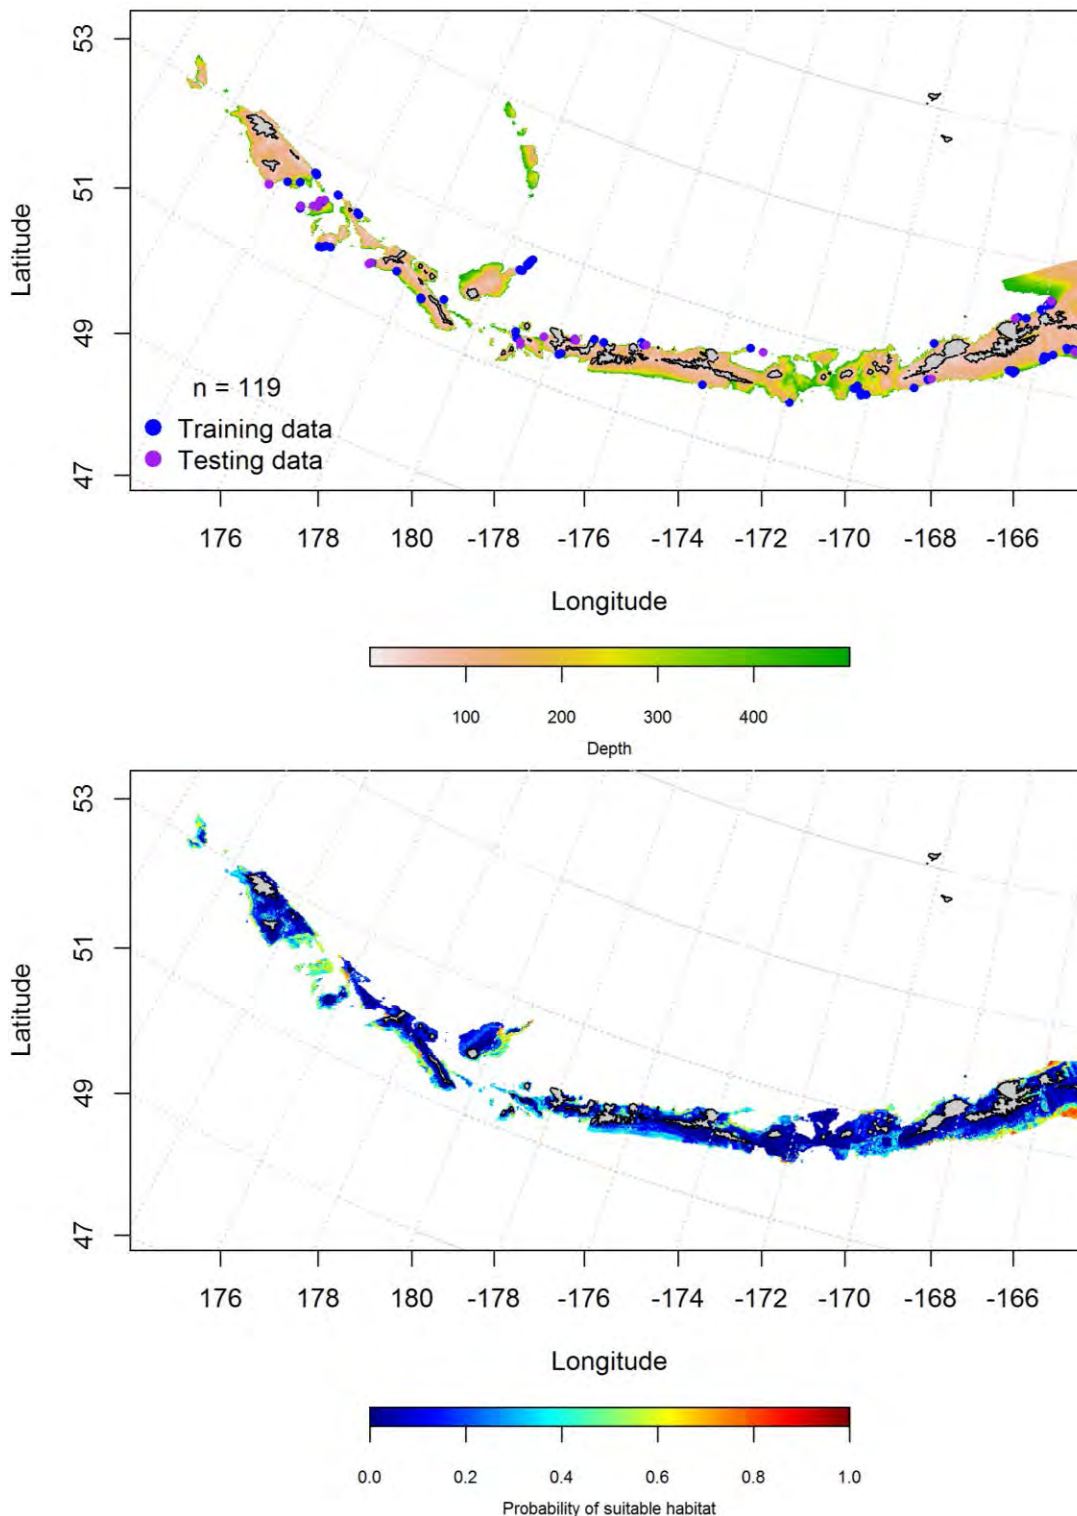 53
51
49
47
Latitude
n = 119
Training data
Testing data
176 178 180 -178 -176 -174 -172 -170 -168 -166
Longitude
100 200 300 400
Depth
53
51
49
47
Latitude
176 178 180 -178 -176 -174 -172 -170 -168 -166
Longitude
0.0 0.2 0.4 0.6 0.8 1.0
Probability of suitable habitat